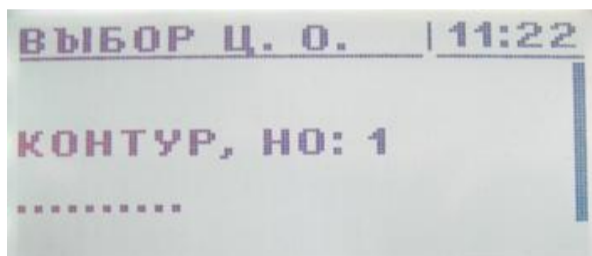 ВЫБОР Ц. О. | 11:22
КОНТУР, НО: 1
..........